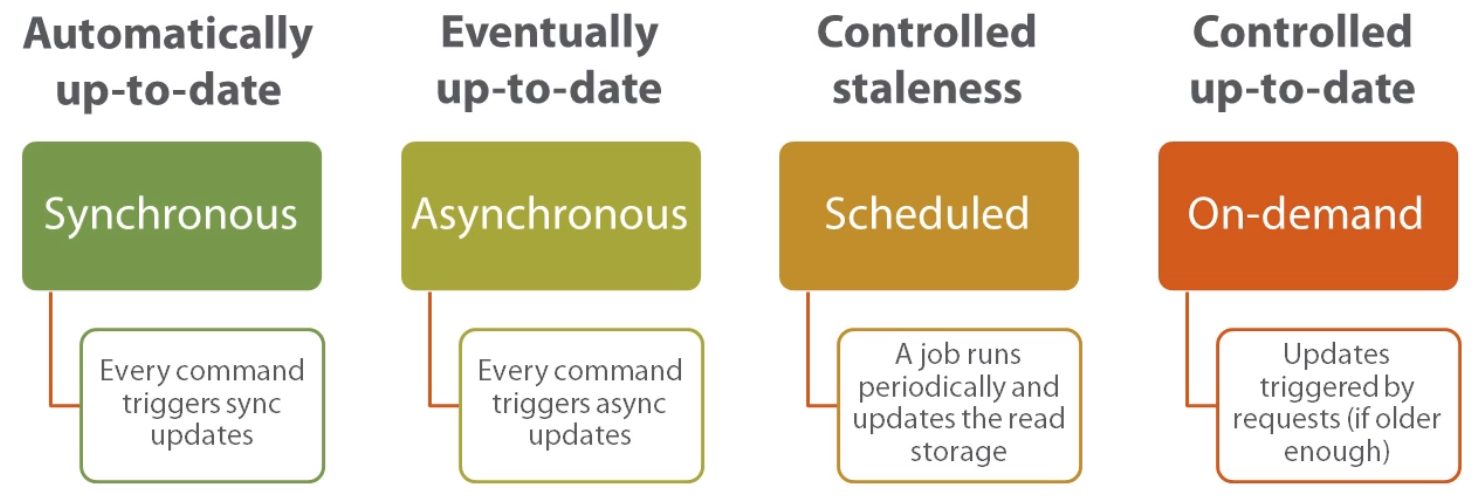 Automatically
up-to-date
Synchronous
Every command
triggers sync
updates
Eventually
up-to-date
Asynchronous
Every command
triggers async
updates
Controlled
staleness
Scheduled
A job runs
periodically and
updates the read
storage
Controlled
up-to-date
On-demand
Updates
triggered by
requests (if older
enough)